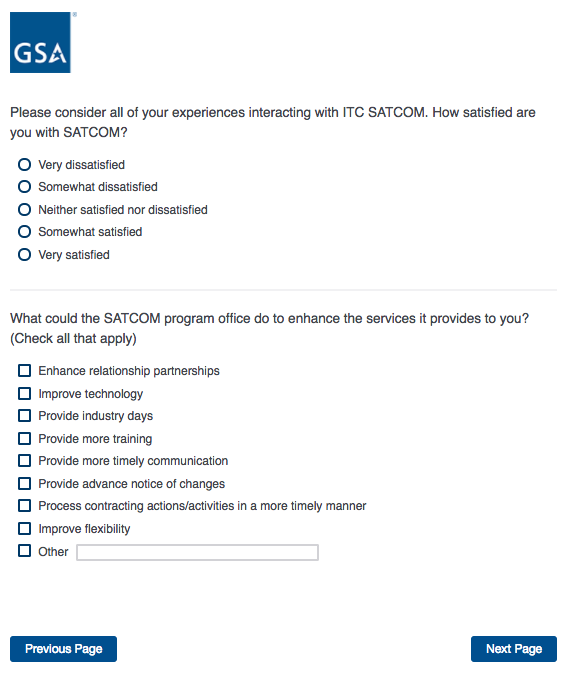 GSA
Please consider all of your experiences interacting with ITC SATCOM. How satisfied are
you with SATCOM?
Very dissatisfied
Somewhat dissatisfied
Neither satisfied nor dissatisfied
Somewhat satisfied
Very satisfied
What could the SATCOM program office do to enhance the services it provides to you?
(Check all that apply)
Enhance relationship partnerships
Improve technology
Provide industry days
Provide more training
Provide more timely communication
Provide advance notice of changes
Process contracting actions/activities in a more timely manner
Improve flexibility
Other
Previous Page
Next Page